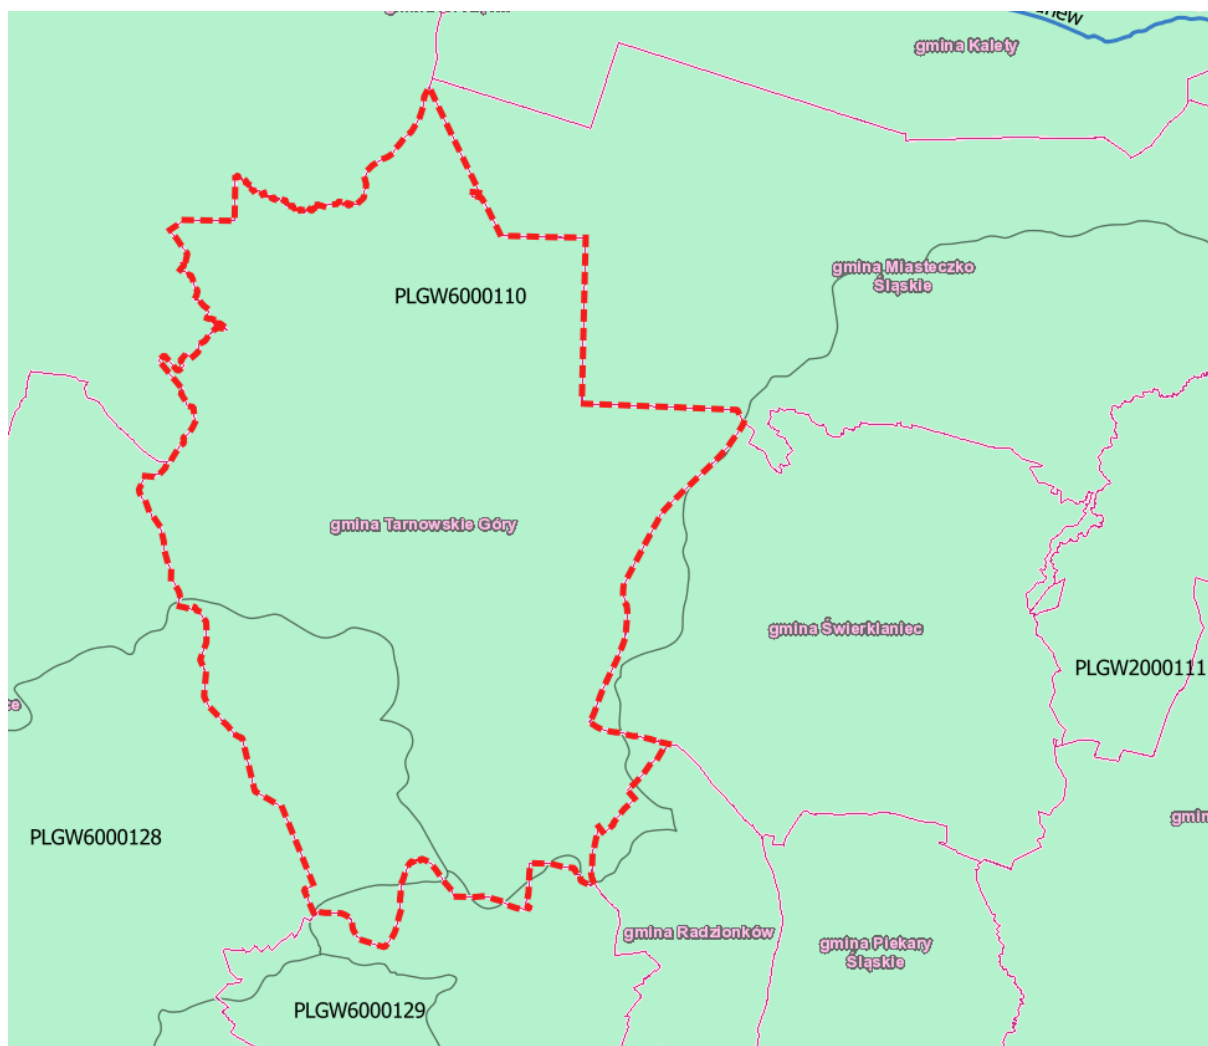 gmina Kalety
gmina Miasteczko
Śląskie
PLGW6000110
gmina Tarnowskie Góry
gmina Świerklaniec
PLGW2000111
PLGW6000128
gmina Radzionków
gmina Piekary
Śląskie
PLGW6000129